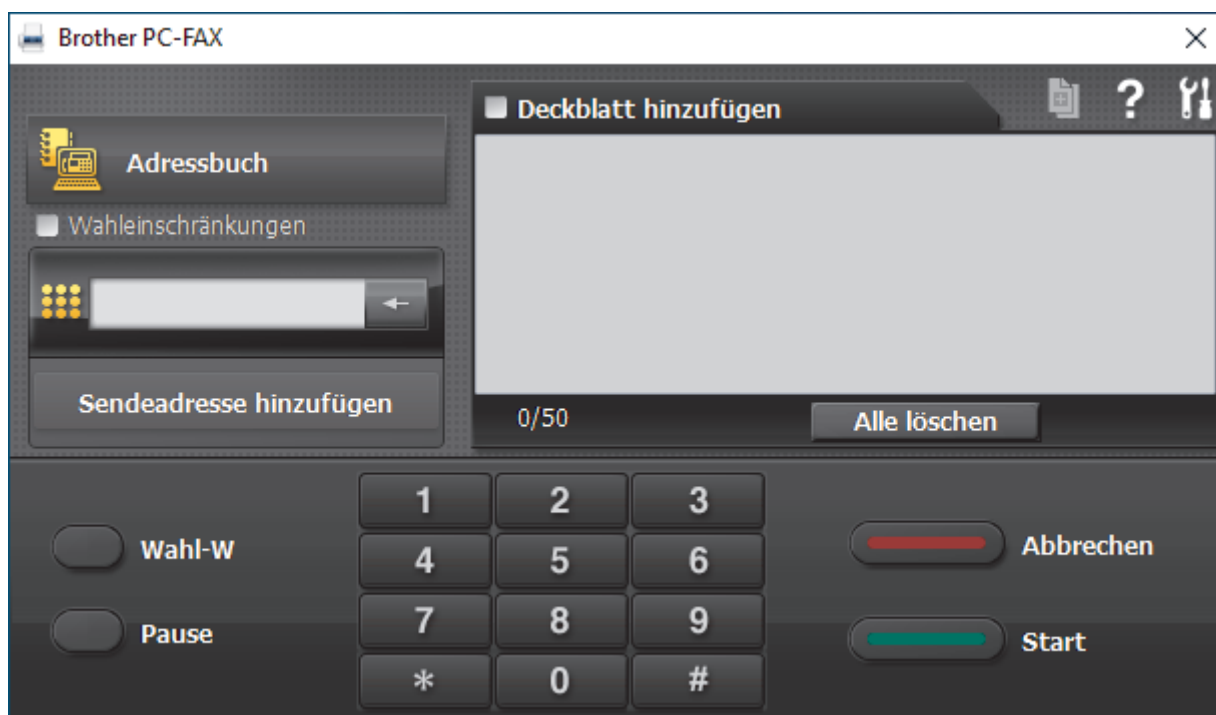 Brother PC-FAX
Deckblatt hinzufügen
?
Adressbuch
Wahleinschränkungen
Sendeadresse hinzufügen
0/50
Alle löschen
1 2 3
Wahl-W
4 5 6
Abbrechen
7 8 9
Pause
Start
* 0 #